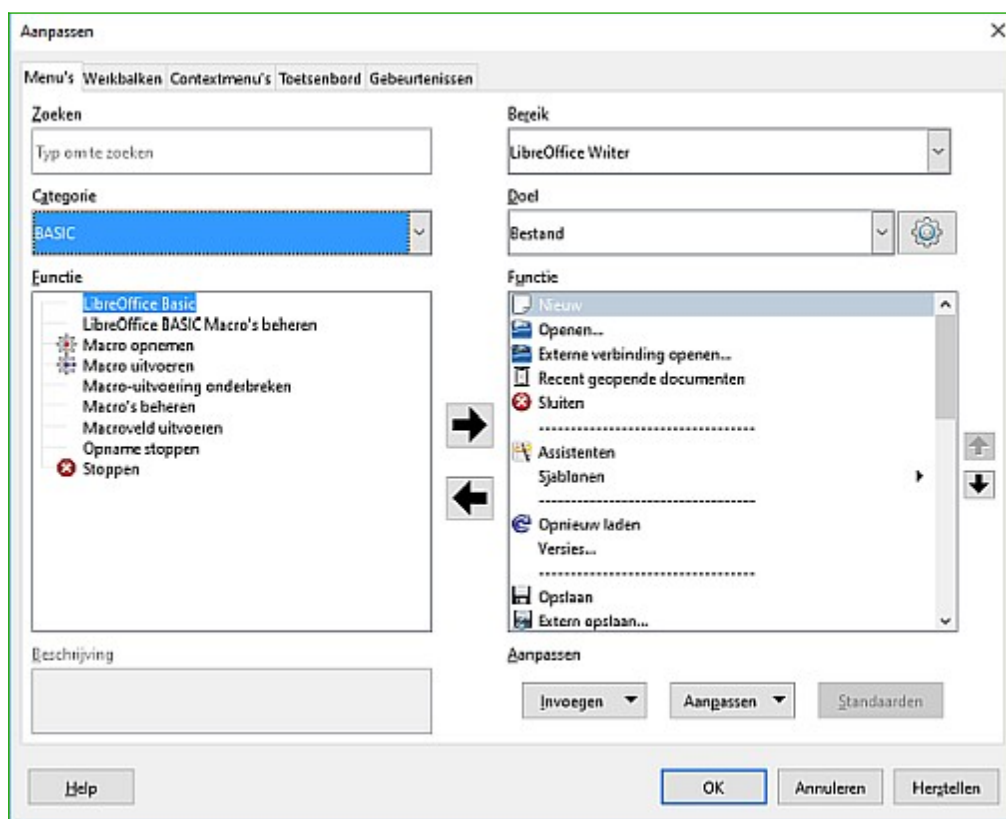 Aanpassen
Menu's Werkbalken Contextmenu's Toetsenbord Gebeurtenissen
Zoeken
Typ om te zoeken
Categorie
BASIC
Functie
LibreOffice Basic
LibreOffice BASIC Macro's beheren
Macro opnemen
Macro uitvoeren
Macro-uitvoering onderbreken
Macro's beheren
Macroveld uitvoeren
Opname stoppen
Stoppen
Beschrijving
Bereik
LibreOffice Writer
Doel
Bestand
Functie
Nieuw
Openen...
Externe verbinding openen...
Recent geopende documenten
Sluiten
----------------------------------
Assistenten
Sjablonen
----------------------------------
Opnieuw laden
Versies...
----------------------------------
Opslaan
Extern opslaan...
Aanpassen
Invoegen
Aanpassen
Standaarden
Help
OK
Annuleren
Herstellen